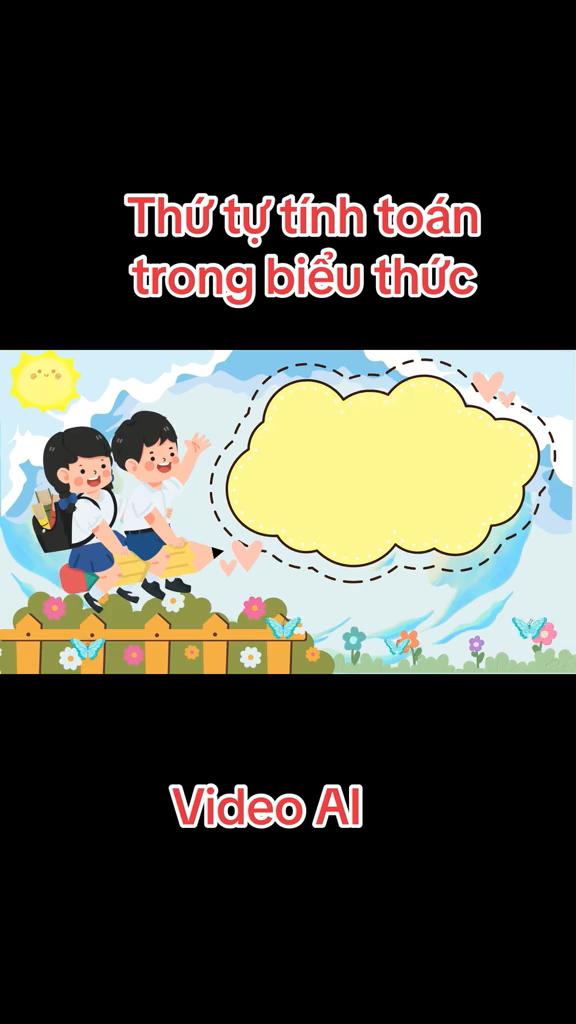 Thứ tự tính toán
trong biểu thức
Video AI